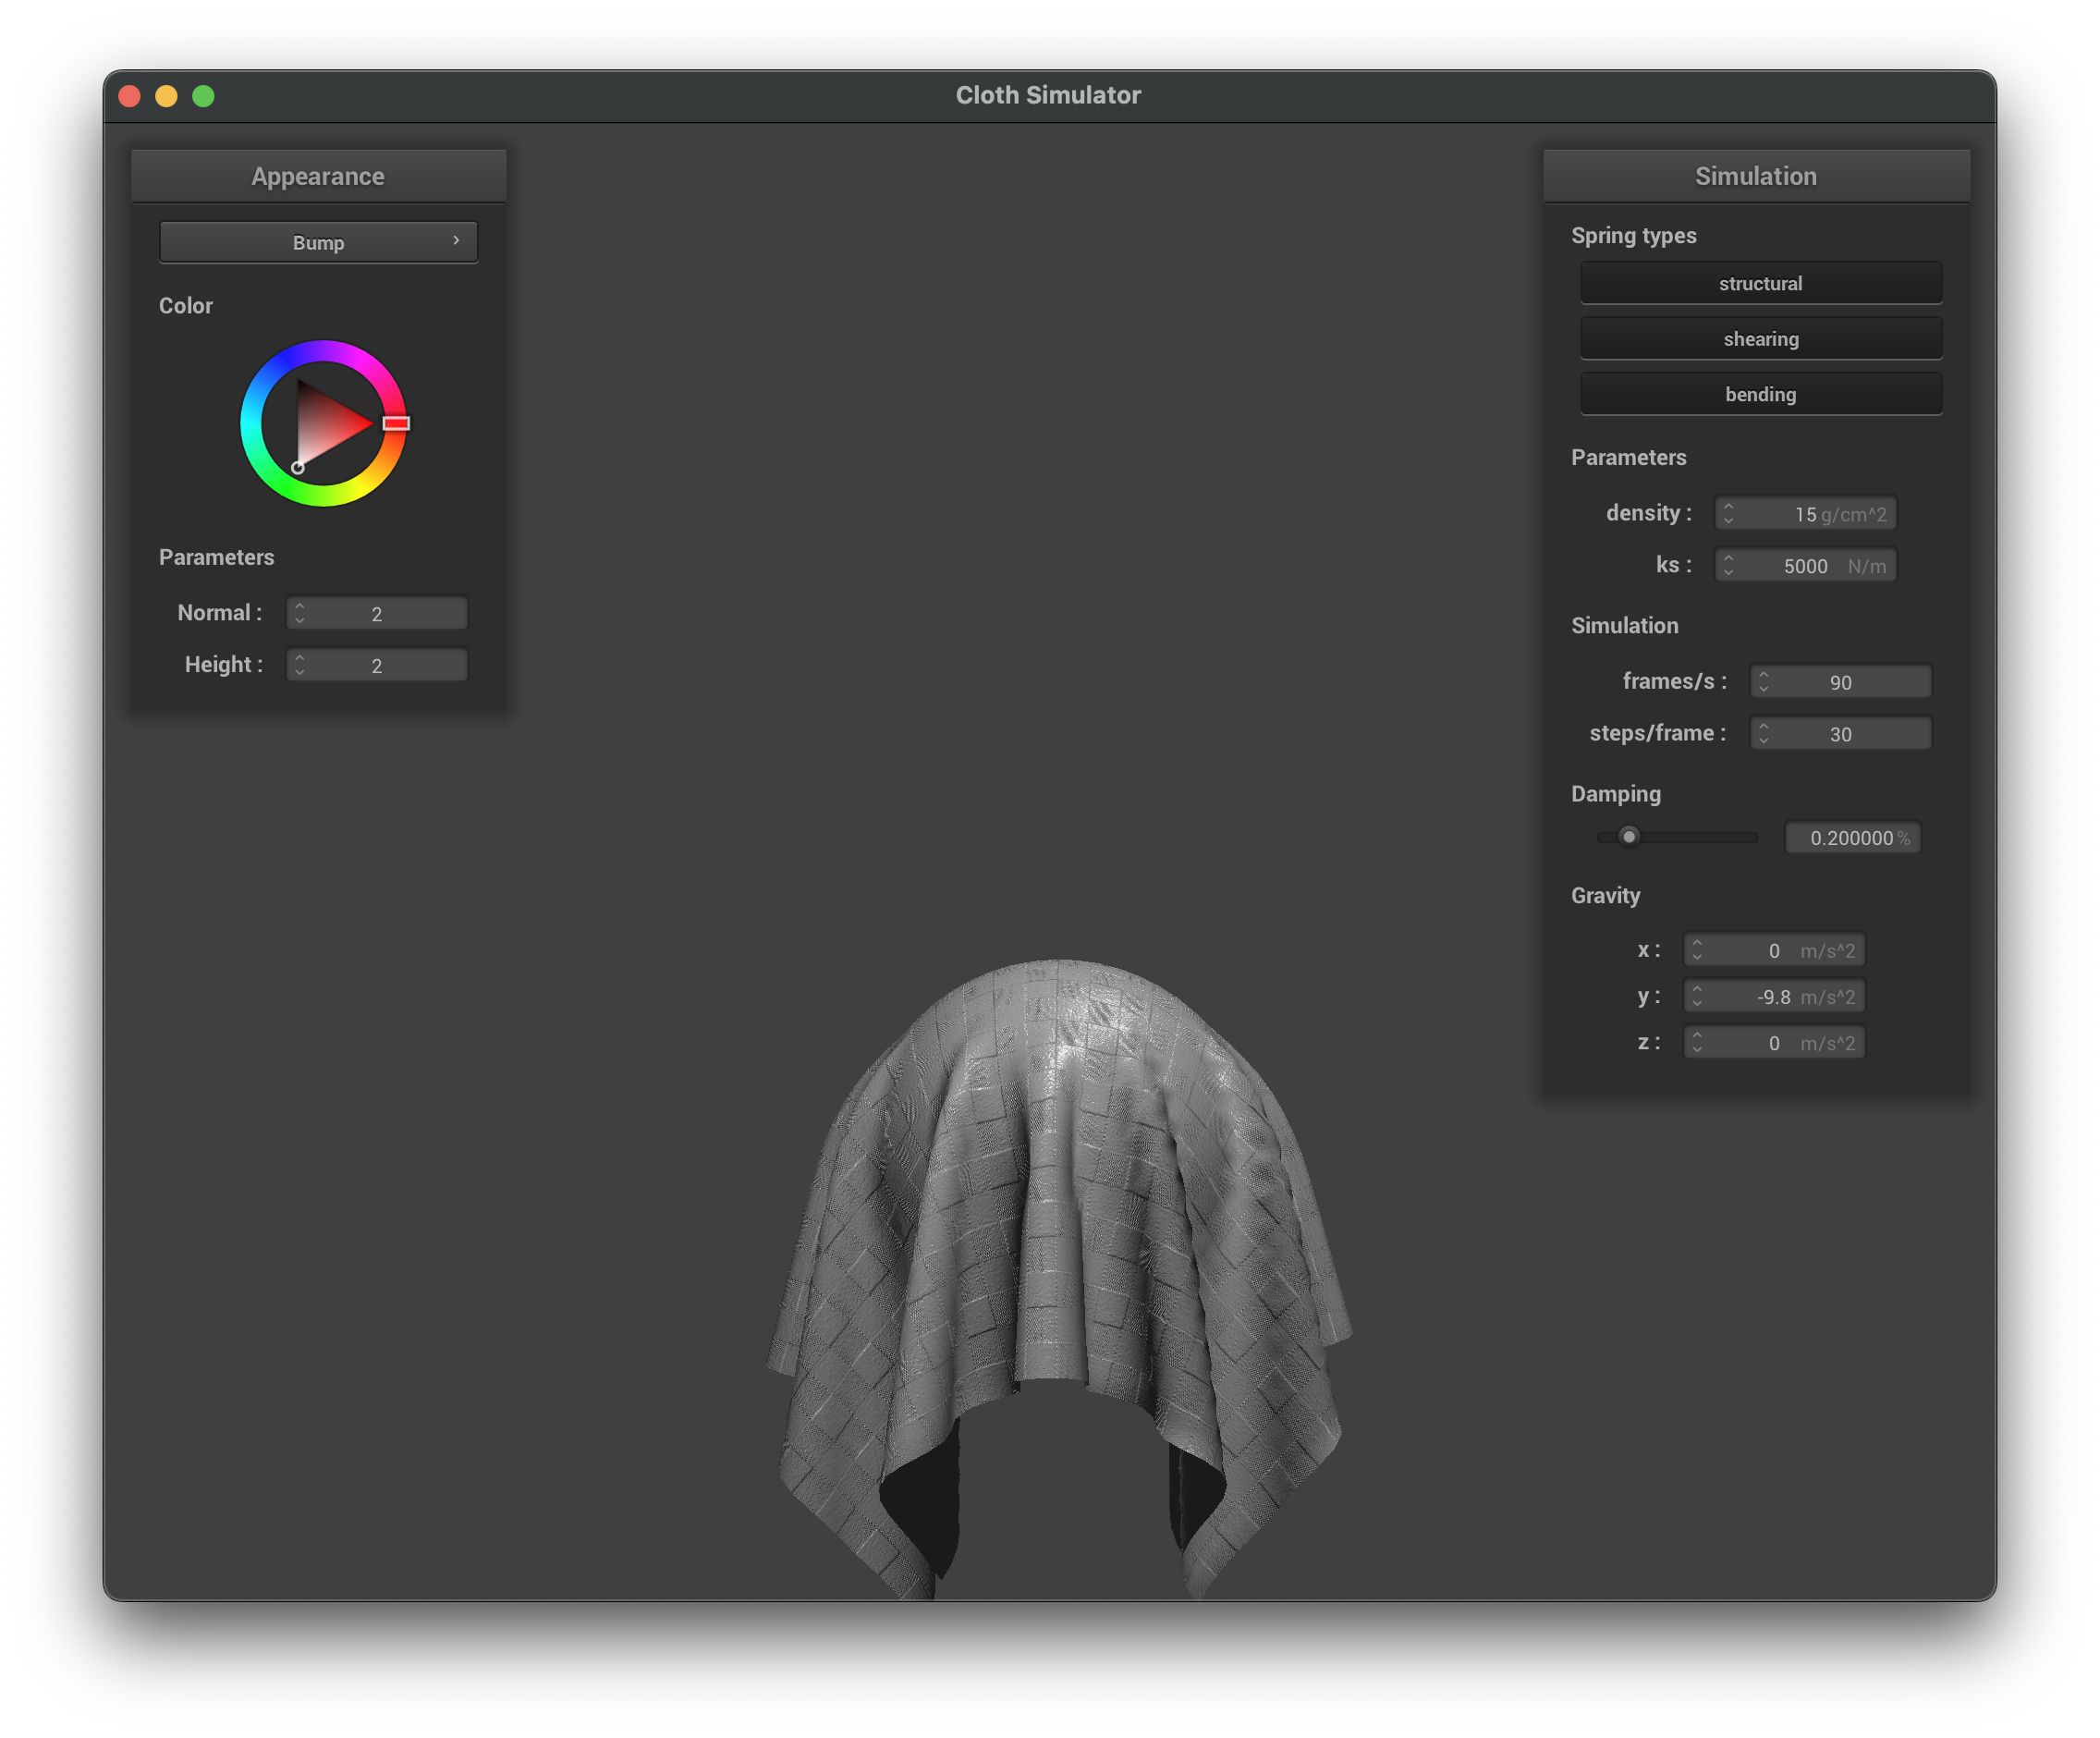 Cloth Simulator
Appearance
Bump
Color
Parameters
Normal : 2
Height : 2
Simulation
Spring types
structural
shearing
bending
Parameters
density : 15 g/cm^2
ks : 5000 N/m
Simulation
frames/s : 90
steps/frame : 30
Damping
0.200000 %
Gravity
x : 0 m/s^2
y : -9.8 m/s^2
z : 0 m/s^2